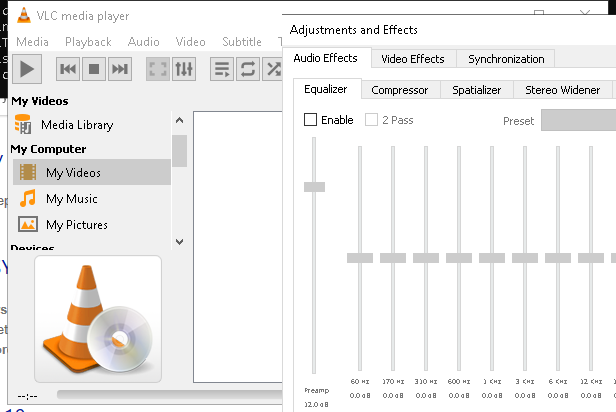 VLC media player
Media Playback Audio Video Subtitle
My Videos
Media Library
My Computer
My Videos
My Music
My Pictures
Devices
--:--
Adjustments and Effects
Audio Effects Video Effects Synchronization
Equalizer Compressor Spatializer Stereo Widener
Enable 2 Pass Preset
60 Hz 170 Hz 310 Hz 600 Hz 1 KHz 3 KHz 6 KHz 12 KHz
Preamp 0.0 dB 0.0 dB 0.0 dB 0.0 dB 0.0 dB 0.0 dB 0.0 dB 0.0 dB
12.0 dB